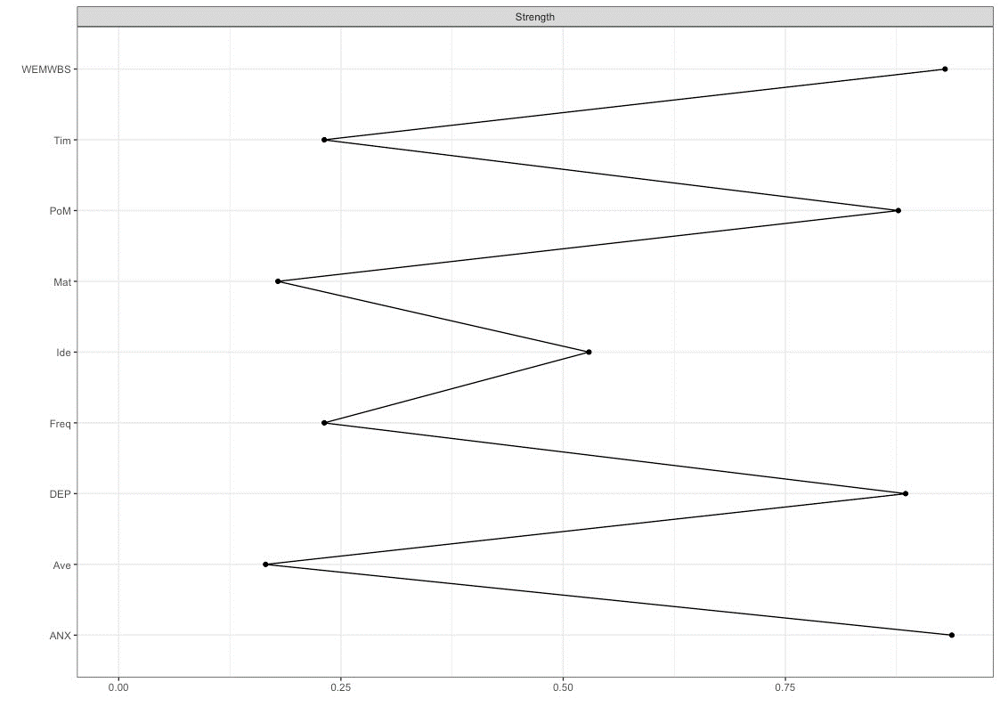 Strength
WEMWBS
Tim
PoM
Mat
Ide
Freq
DEP
Ave
ANX
0.00 0.25 0.50 0.75